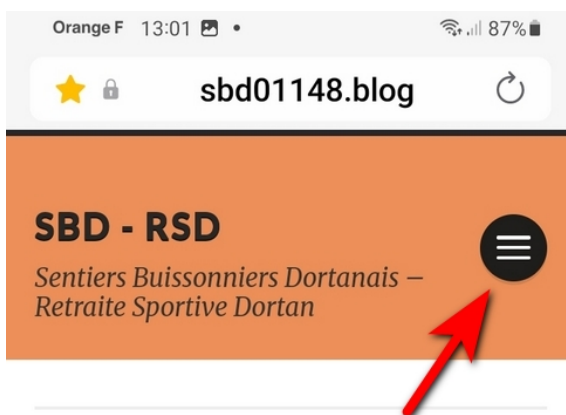 Orange F 13:01 87%
sbd01148.blog
SBD - RSD
Sentiers Buissonniers Dortanais –
Retraite Sportive Dortan